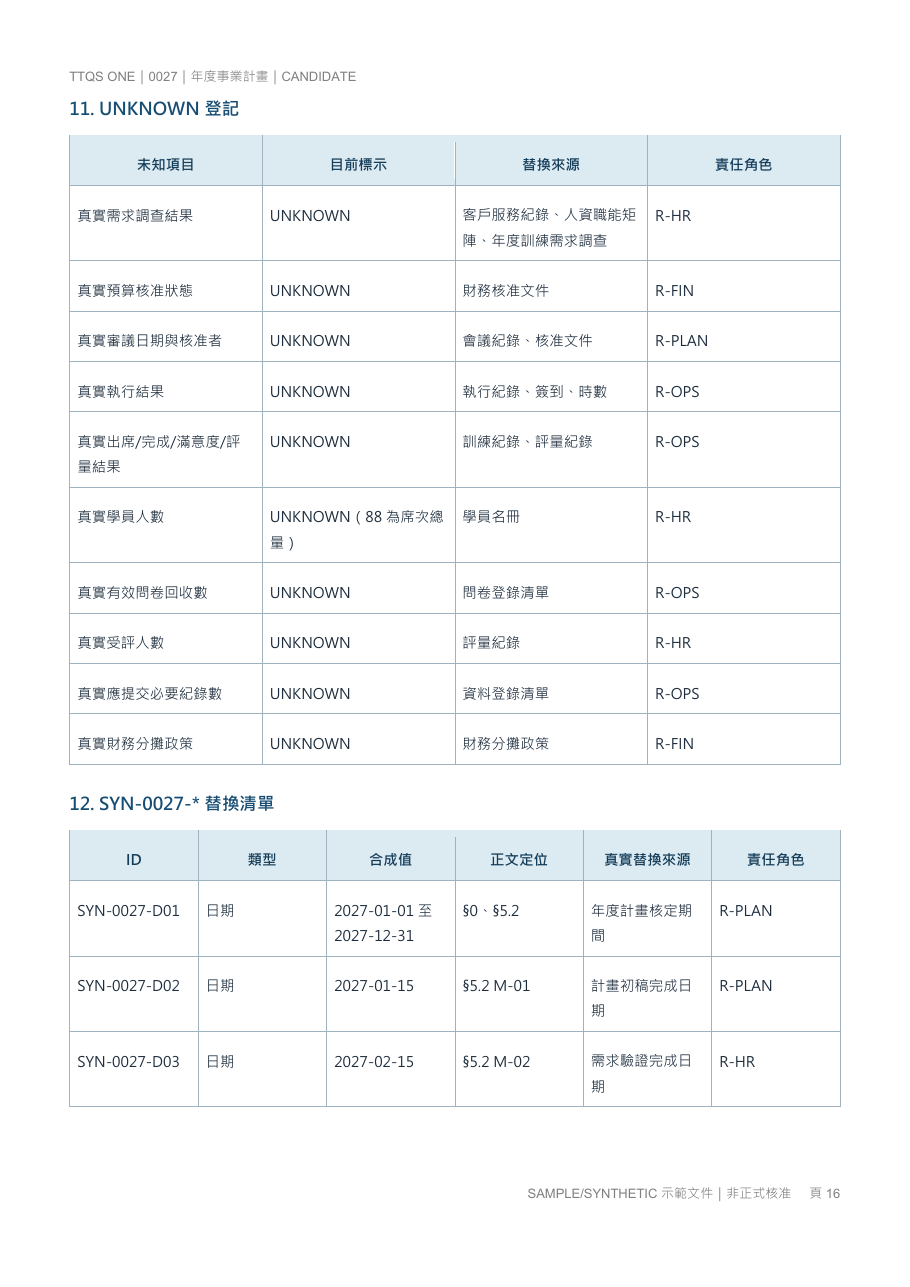 TTQS ONE｜0027｜年度事業計畫｜CANDIDATE
11. UNKNOWN 登記
未知項目 目前標示 替換來源 責任角色
真實需求調查結果 UNKNOWN 客戶服務紀錄、人資職能矩 R-HR
陣、年度訓練需求調查
真實預算核准狀態 UNKNOWN 財務核准文件 R-FIN
真實審議日期與核准者 UNKNOWN 會議紀錄、核准文件 R-PLAN
真實執行結果 UNKNOWN 執行紀錄、簽到、時數 R-OPS
真實出席/完成/滿意度/評 UNKNOWN 訓練紀錄、評量紀錄 R-OPS
量結果
真實學員人數 UNKNOWN（88 為席次總 學員名冊 R-HR
量）
真實有效問卷回收數 UNKNOWN 問卷登錄清單 R-OPS
真實受評人數 UNKNOWN 評量紀錄 R-HR
真實應提交必要紀錄數 UNKNOWN 資料登錄清單 R-OPS
真實財務分攤政策 UNKNOWN 財務分攤政策 R-FIN
12. SYN-0027-* 替換清單
ID 類型 合成值 正文定位 真實替換來源 責任角色
SYN-0027-D01 日期 2027-01-01 至 §0、§5.2 年度計畫核定期 R-PLAN
2027-12-31 間
SYN-0027-D02 日期 2027-01-15 §5.2 M-01 計畫初稿完成日 R-PLAN
期
SYN-0027-D03 日期 2027-02-15 §5.2 M-02 需求驗證完成日 R-HR
期
SAMPLE/SYNTHETIC 示範文件｜非正式核准 頁 16